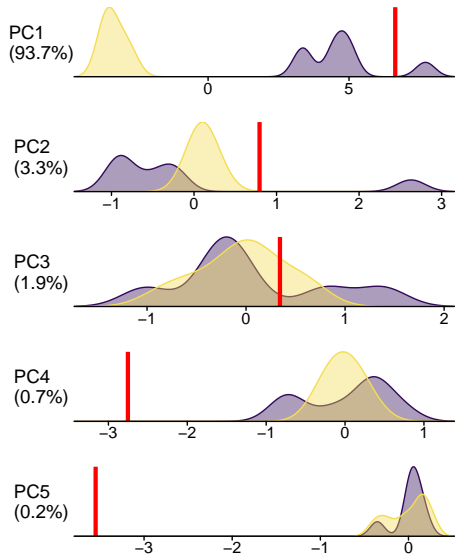 PC1
(93.7%)
0 5
PC2
(3.3%)
−1 0 1 2 3
PC3
(1.9%)
−1 0 1 2
PC4
(0.7%)
−3 −2 −1 0 1
PC5
(0.2%)
−3 −2 −1 0